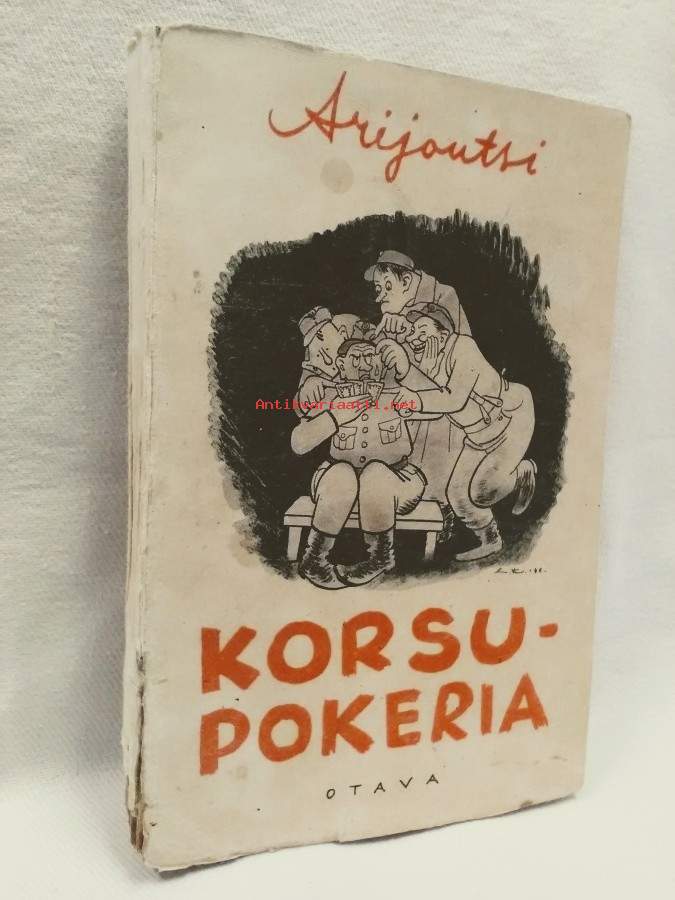 Arijoutsi
Antikvariaatti.net
KORSU-
POKERIA
OTAVA